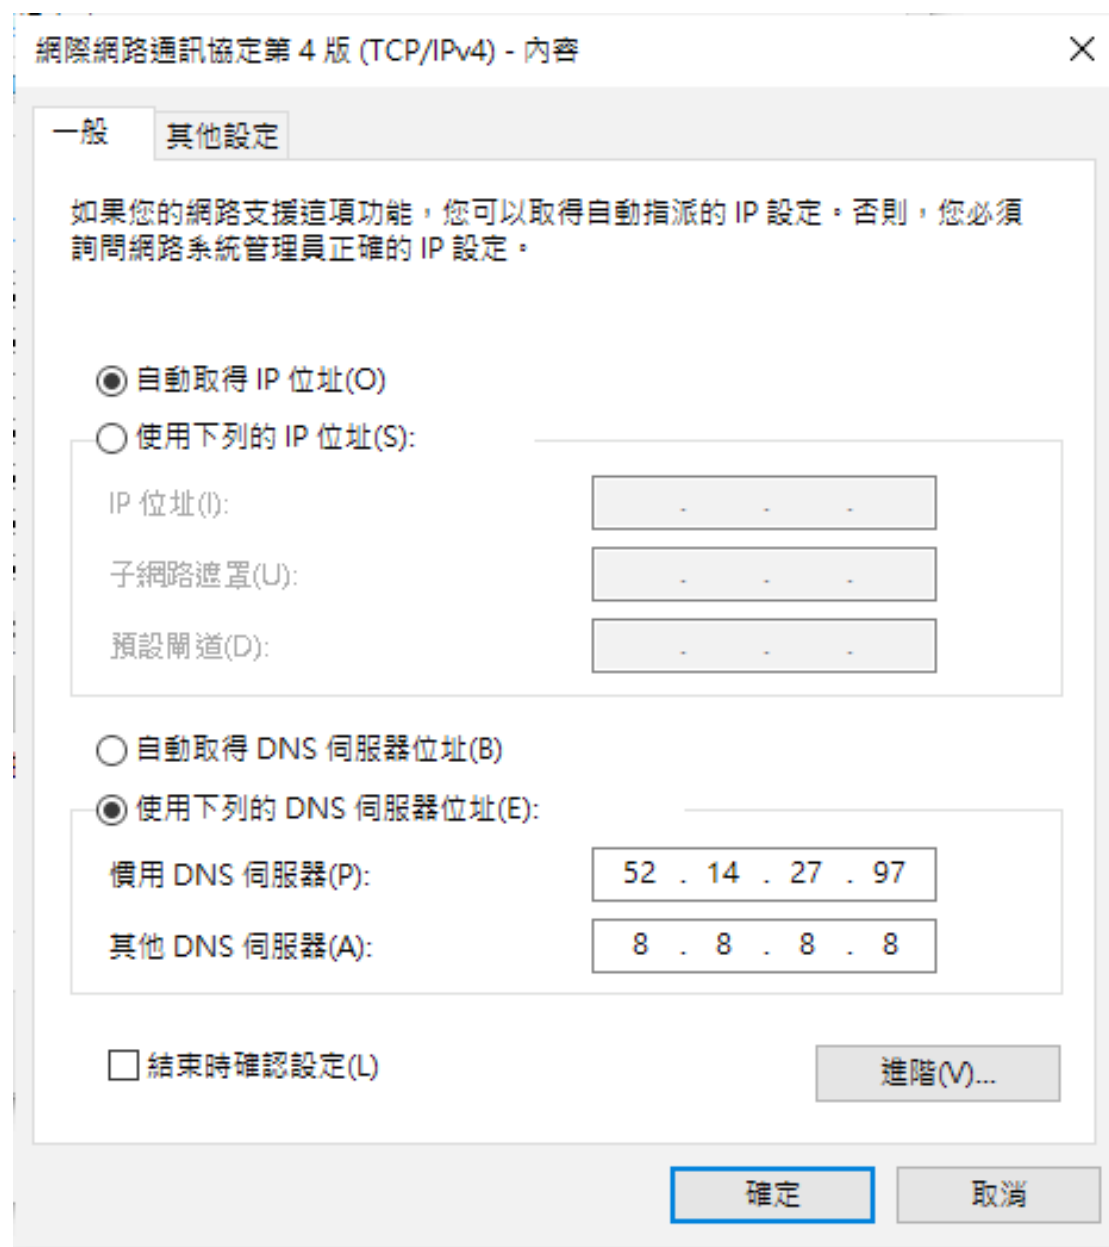 網際網路通訊協定第 4 版 (TCP/IPv4) - 內容
一般
其他設定
如果您的網路支援這項功能，您可以取得自動指派的 IP 設定。否則，您必須
詢問網路系統管理員正確的 IP 設定。
自動取得 IP 位址(O)
使用下列的 IP 位址(S):
IP 位址(I):
. . .
子網路遮罩(U):
. . .
預設閘道(D):
. . .
自動取得 DNS 伺服器位址(B)
使用下列的 DNS 伺服器位址(E):
慣用 DNS 伺服器(P):
52 . 14 . 27 . 97
其他 DNS 伺服器(A):
8 . 8 . 8 . 8
結束時確認設定(L)
進階(V)...
確定
取消